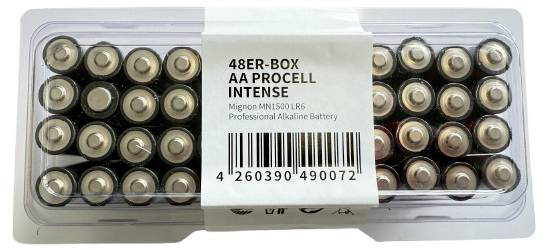 48ER-BOX
AA PROCELL
INTENSE
Mignon MN1500 LR6
Professional Alkaline Battery
4 260390 490072